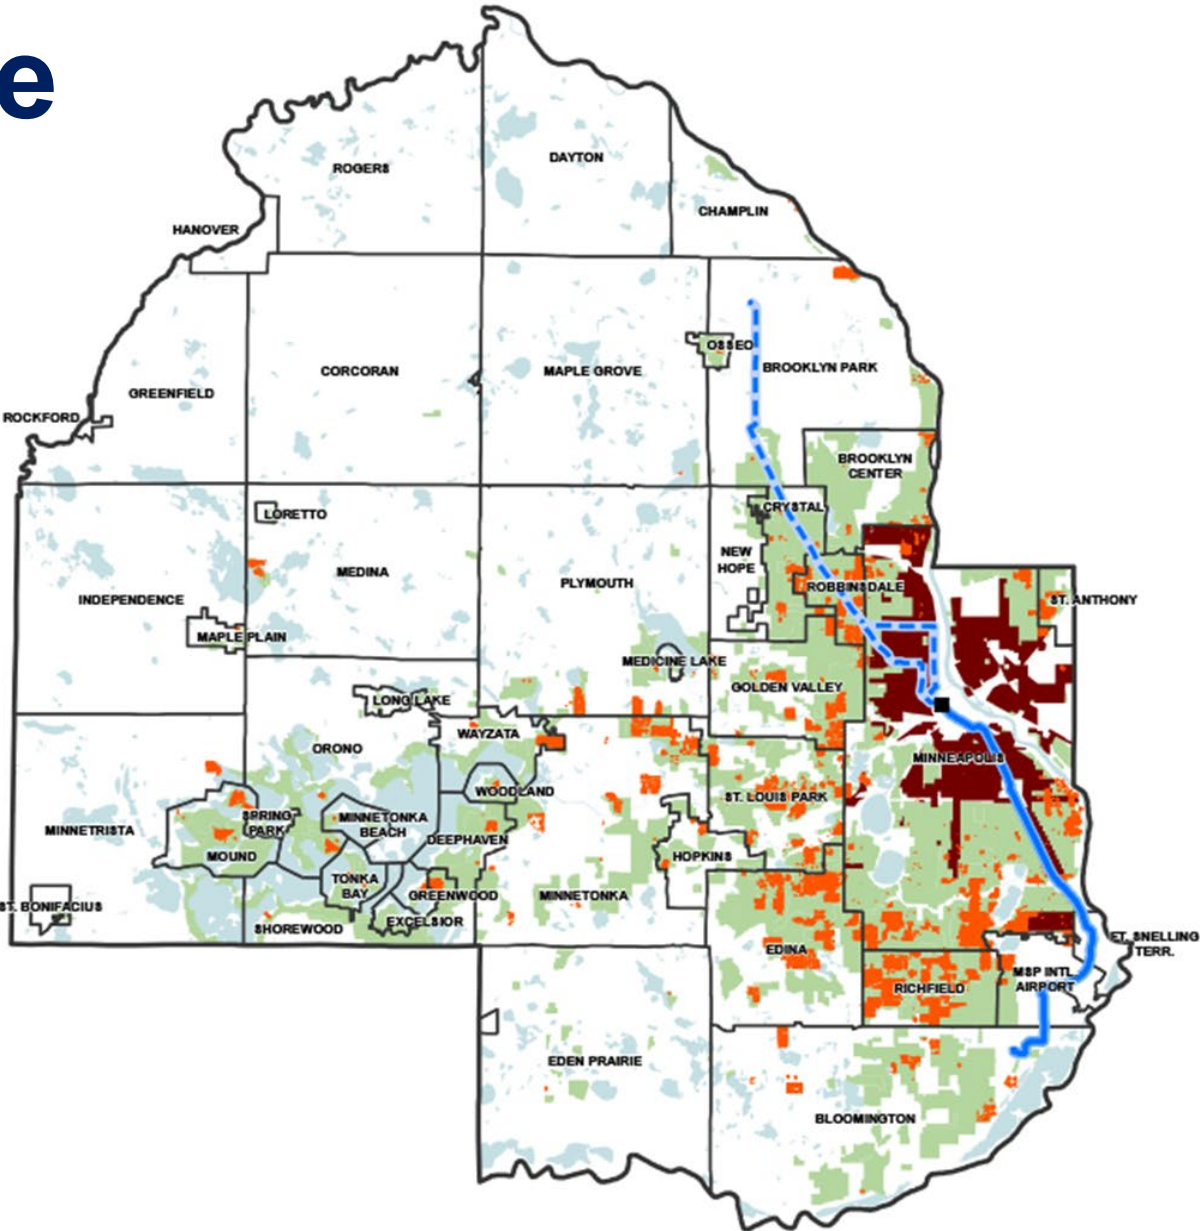 e
ROGERS
DAYTON
CHAMPLIN
HANOVER
OSSEO
BROOKLYN PARK
CORCORAN
MAPLE GROVE
GREENFIELD
ROCKFORD
BROOKLYN
CENTER
CRYSTAL
LORETTO
NEW
HOPE
MEDINA
PLYMOUTH
ROBBINSDALE
INDEPENDENCE
ST. ANTHONY
MAPLE PLAIN
MEDICINE LAKE
GOLDEN VALLEY
LONG LAKE
WAYZATA
ORONO
MINNEAPOLIS
WOODLAND
ST. LOUIS PARK
SPRING
PARK
MINNETONKA
BEACH
MINNETRISTA
DEEPHAVEN
MOUND
HOPKINS
TONKA
BAY
GREENWOOD
MINNETONKA
ST. BONIFACIUS
EXCELSIOR
SHOREWOOD
FT. SNELLING
TERR.
EDINA
MSP INTL.
AIRPORT
RICHFIELD
EDEN PRAIRIE
BLOOMINGTON